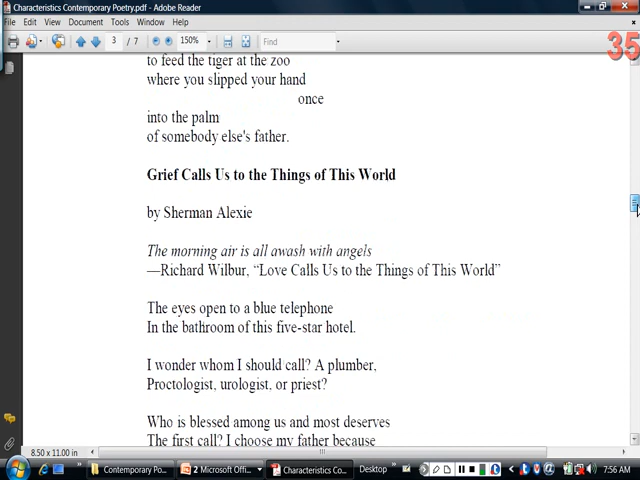 Characteristics Contemporary Poetry.pdf - Adobe Reader
File Edit View Document Tools Window Help
3 / 7 150% Find
35
to feed the tiger at the zoo
where you slipped your hand
once
into the palm
of somebody else's father.
Grief Calls Us to the Things of This World
by Sherman Alexie
The morning air is all awash with angels
—Richard Wilbur, “Love Calls Us to the Things of This World”
The eyes open to a blue telephone
In the bathroom of this five-star hotel.
I wonder whom I should call? A plumber,
Proctologist, urologist, or priest?
Who is blessed among us and most deserves
The first call? I choose my father because
8.50 x 11.00 in
Contemporary Po... 2 Microsoft Offi... Characteristics Co... Desktop 7:56 AM